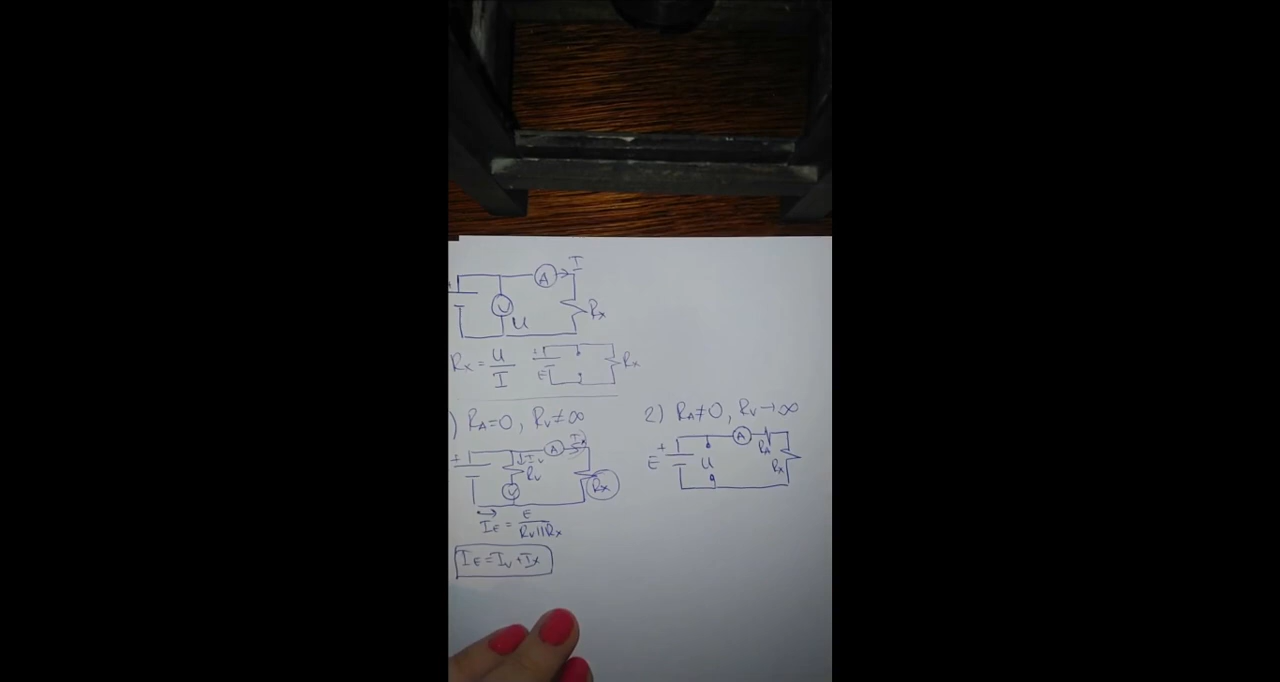 A I
V
U
Rx
Rx = U/I
+
E
Rx
) RA=0, RV≠∞
+
A
IV
RV
V
Rx
IE = E/RV||Rx
IE = IV + Ix
2) RA≠0, RV→∞
+
E
U
A
RA
Rx